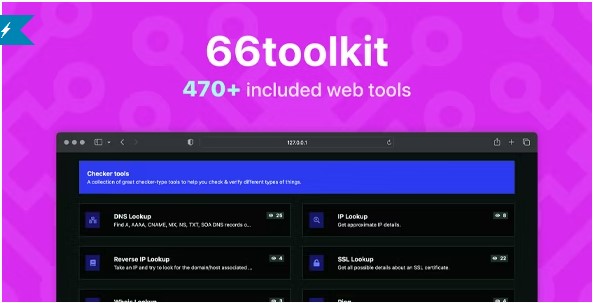 66toolkit
470+ included web tools
127.0.0.1
Checker tools
A collection of great checker-type tools to help you check & verify different types of things.
DNS Lookup
26
Find A, AAAA, CNAME, MX, NS, TXT, SOA DNS records o...
IP Lookup
8
Get approximate IP details.
Reverse IP Lookup
4
Take an IP and try to look for the domain/host associated ...
SSL Lookup
22
Get all possible details about an SSL certificate.
Whois Lookup
Ping